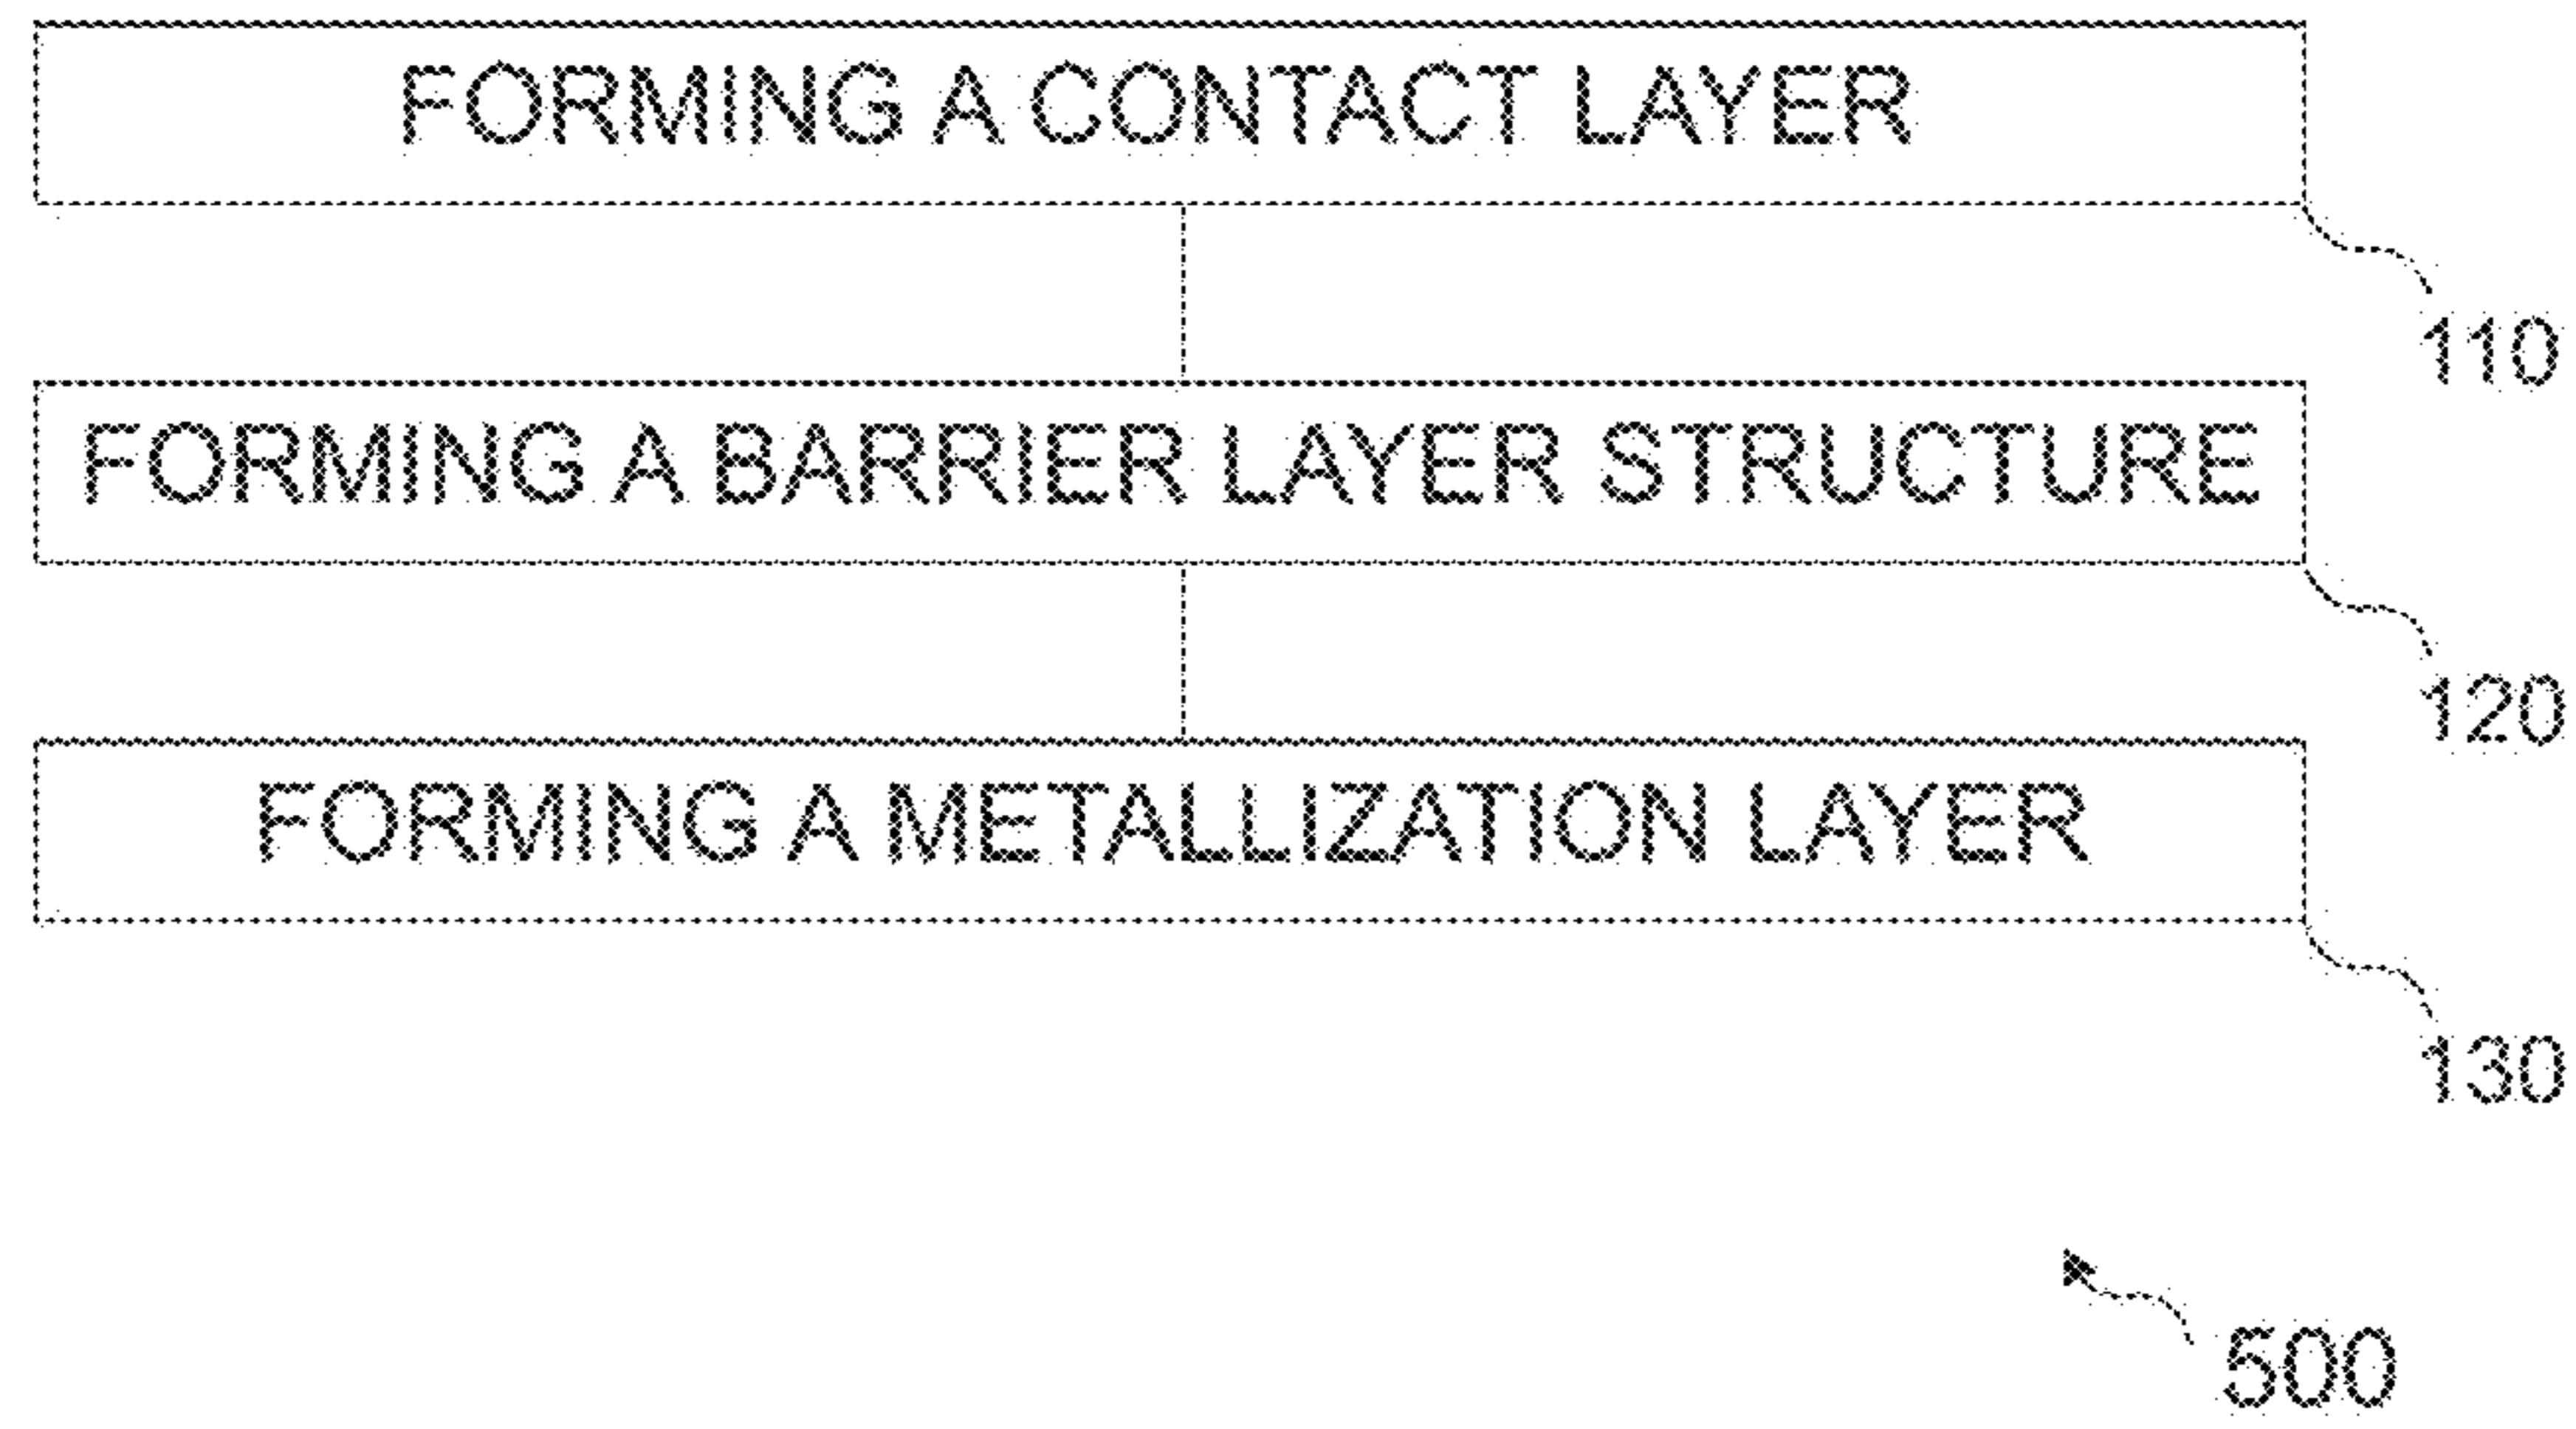 FORMING A CONTACT LAYER
110
FORMING A BARRIER LAYER STRUCTURE
120
FORMING A METALLIZATION LAYER
130
500